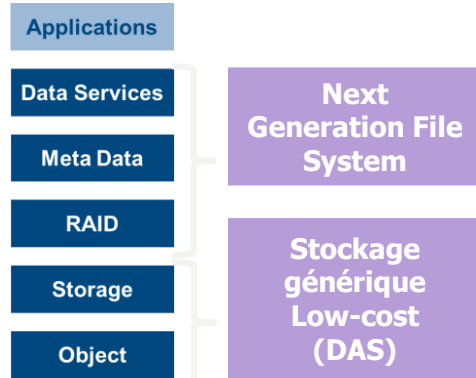 Applications
Data Services
Meta Data
RAID
Storage
Object
Next
Generation File
System
Stockage
générique
Low-cost
(DAS)